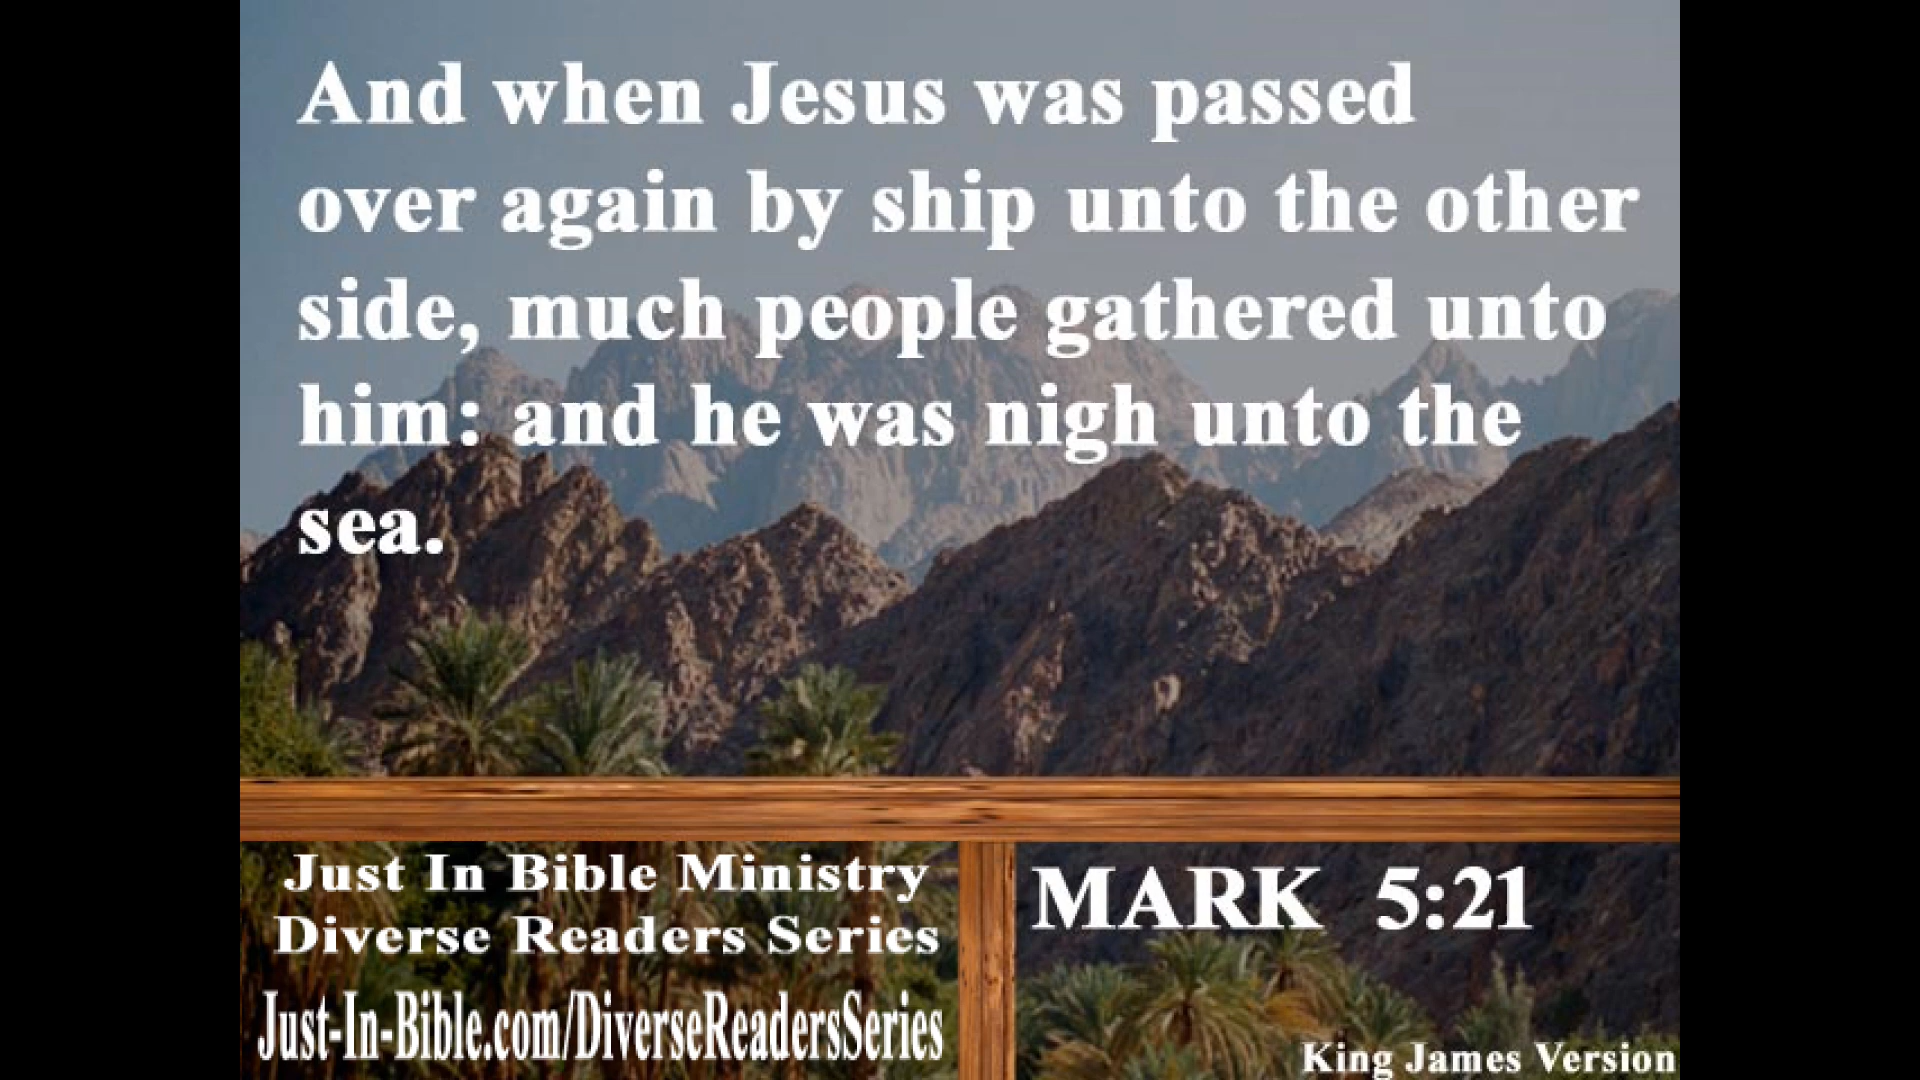 And when Jesus was passed
over again by ship unto the other
side, much people gathered unto
him: and he was nigh unto the
sea.
Just In Bible Ministry
Diverse Readers Series
Just-In-Bible.com/DiverseReadersSeries
MARK 5:21
King James Version